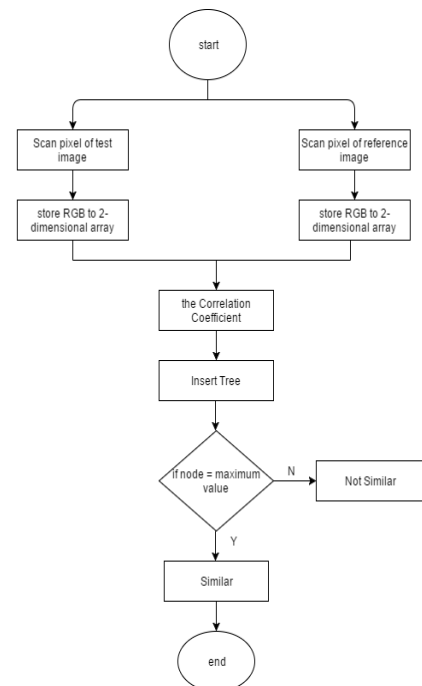 start
Scan pixel of test
image
Scan pixel of reference
image
store RGB to 2-
dimensional array
store RGB to 2-
dimensional array
the Correlation
Coefficient
Insert Tree
if node = maximum
value
N
Not Similar
Y
Similar
end